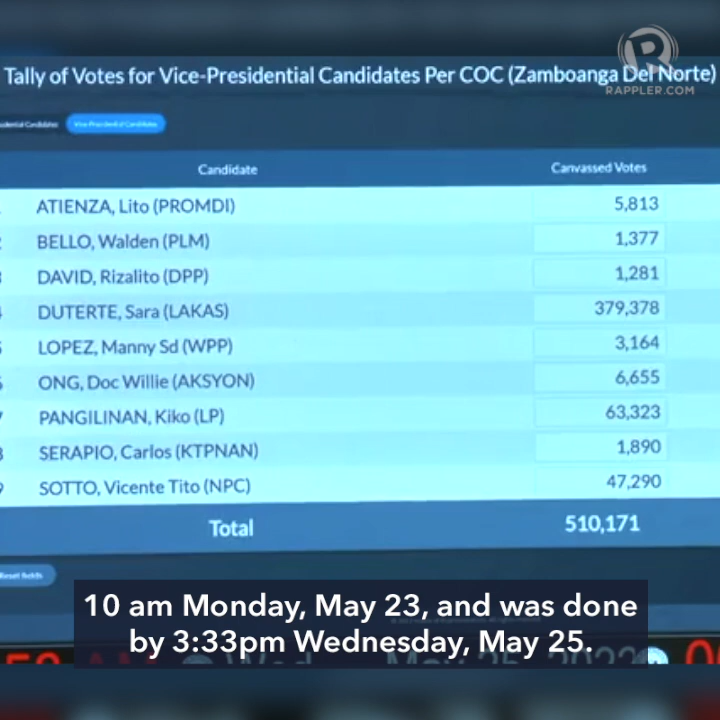 RAPPLER.COM
Tally of Votes for Vice-Presidential Candidates Per COC (Zamboanga Del Norte)
Vice-Presidential Candidates
Candidate Canvassed Votes
ATIENZA, Lito (PROMDI) 5,813
BELLO, Walden (PLM) 1,377
DAVID, Rizalito (DPP) 1,281
DUTERTE, Sara (LAKAS) 379,378
LOPEZ, Manny Sd (WPP) 3,164
ONG, Doc Willie (AKSYON) 6,655
PANGILINAN, Kiko (LP) 63,323
SERAPIO, Carlos (KTPNAN) 1,890
SOTTO, Vicente Tito (NPC) 47,290
Total 510,171
10 am Monday, May 23, and was done
by 3:33pm Wednesday, May 25.